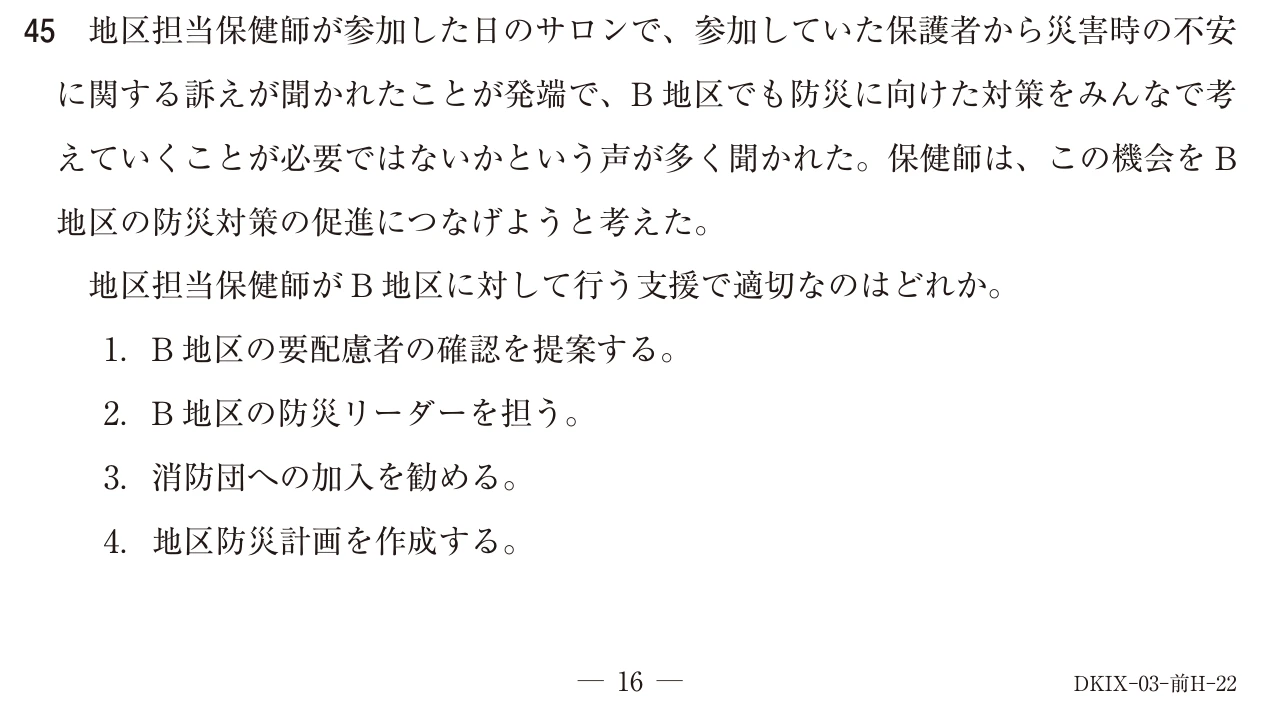 45 地区担当保健師が参加した日のサロンで、参加していた保護者から災害時の不安
に関する訴えが聞かれたことが発端で、B 地区でも防災に向けた対策をみんなで考
えていくことが必要ではないかという声が多く聞かれた。保健師は、この機会を B
地区の防災対策の促進につなげようと考えた。
地区担当保健師が B 地区に対して行う支援で適切なのはどれか。
1. B 地区の要配慮者の確認を提案する。
2. B 地区の防災リーダーを担う。
3. 消防団への加入を勧める。
4. 地区防災計画を作成する。
— 16 —
DKIX-03-前H-22